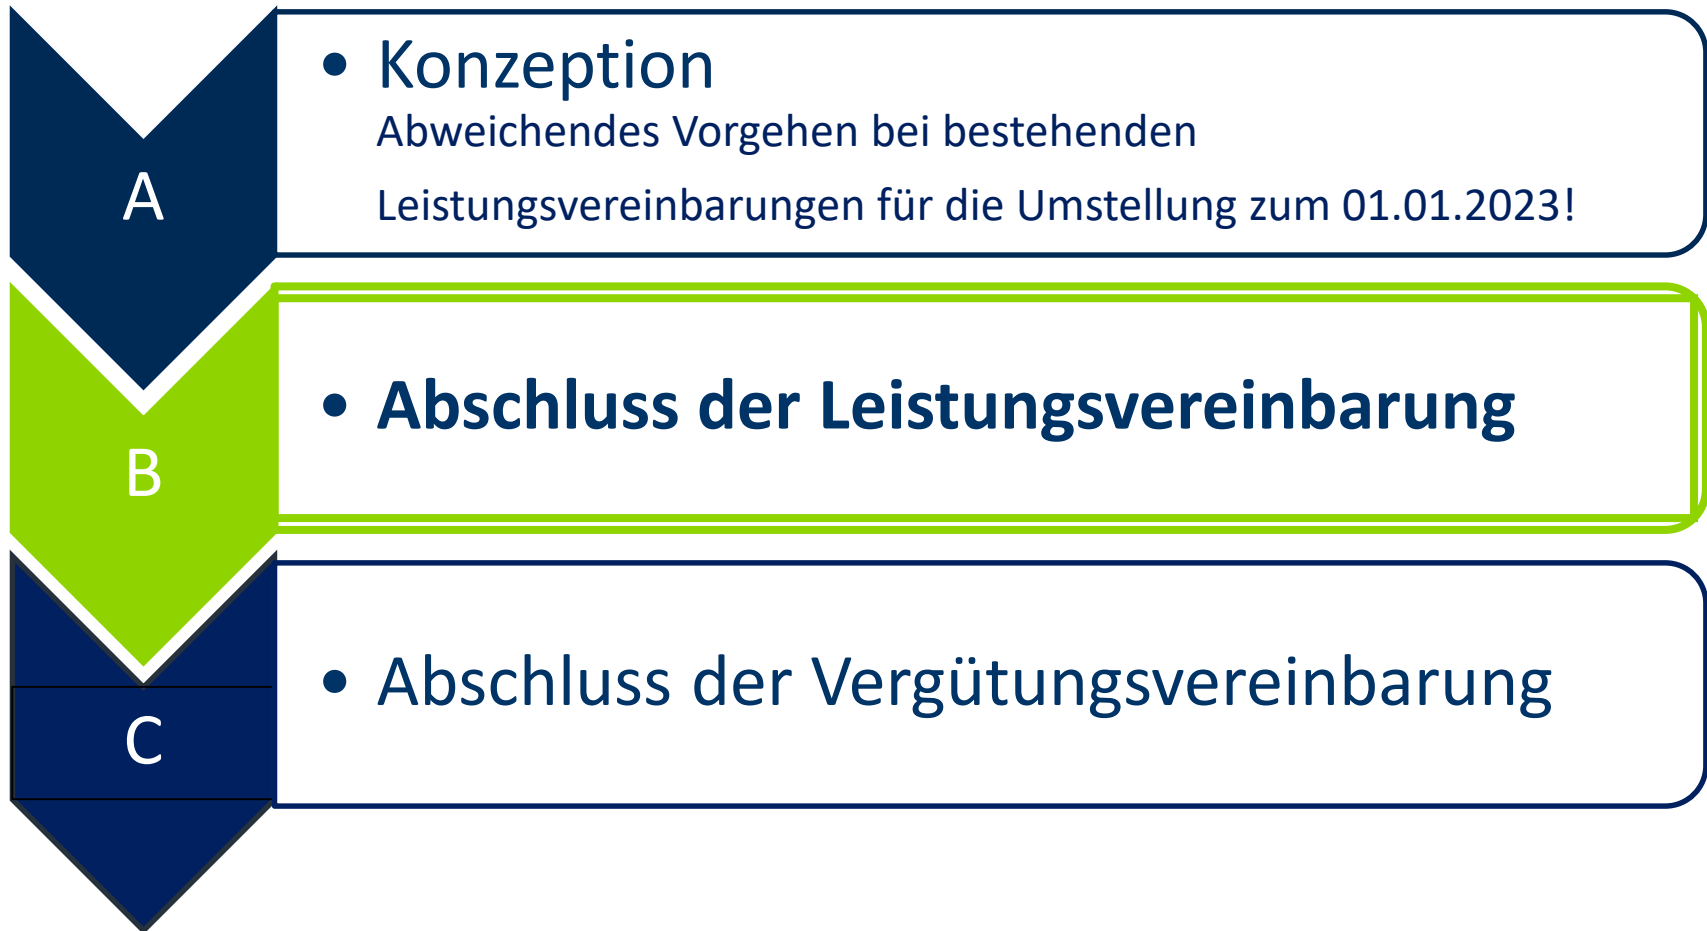 A
• Konzeption
Abweichendes Vorgehen bei bestehenden
Leistungsvereinbarungen für die Umstellung zum 01.01.2023!
B
• Abschluss der Leistungsvereinbarung
C
• Abschluss der Vergütungsvereinbarung